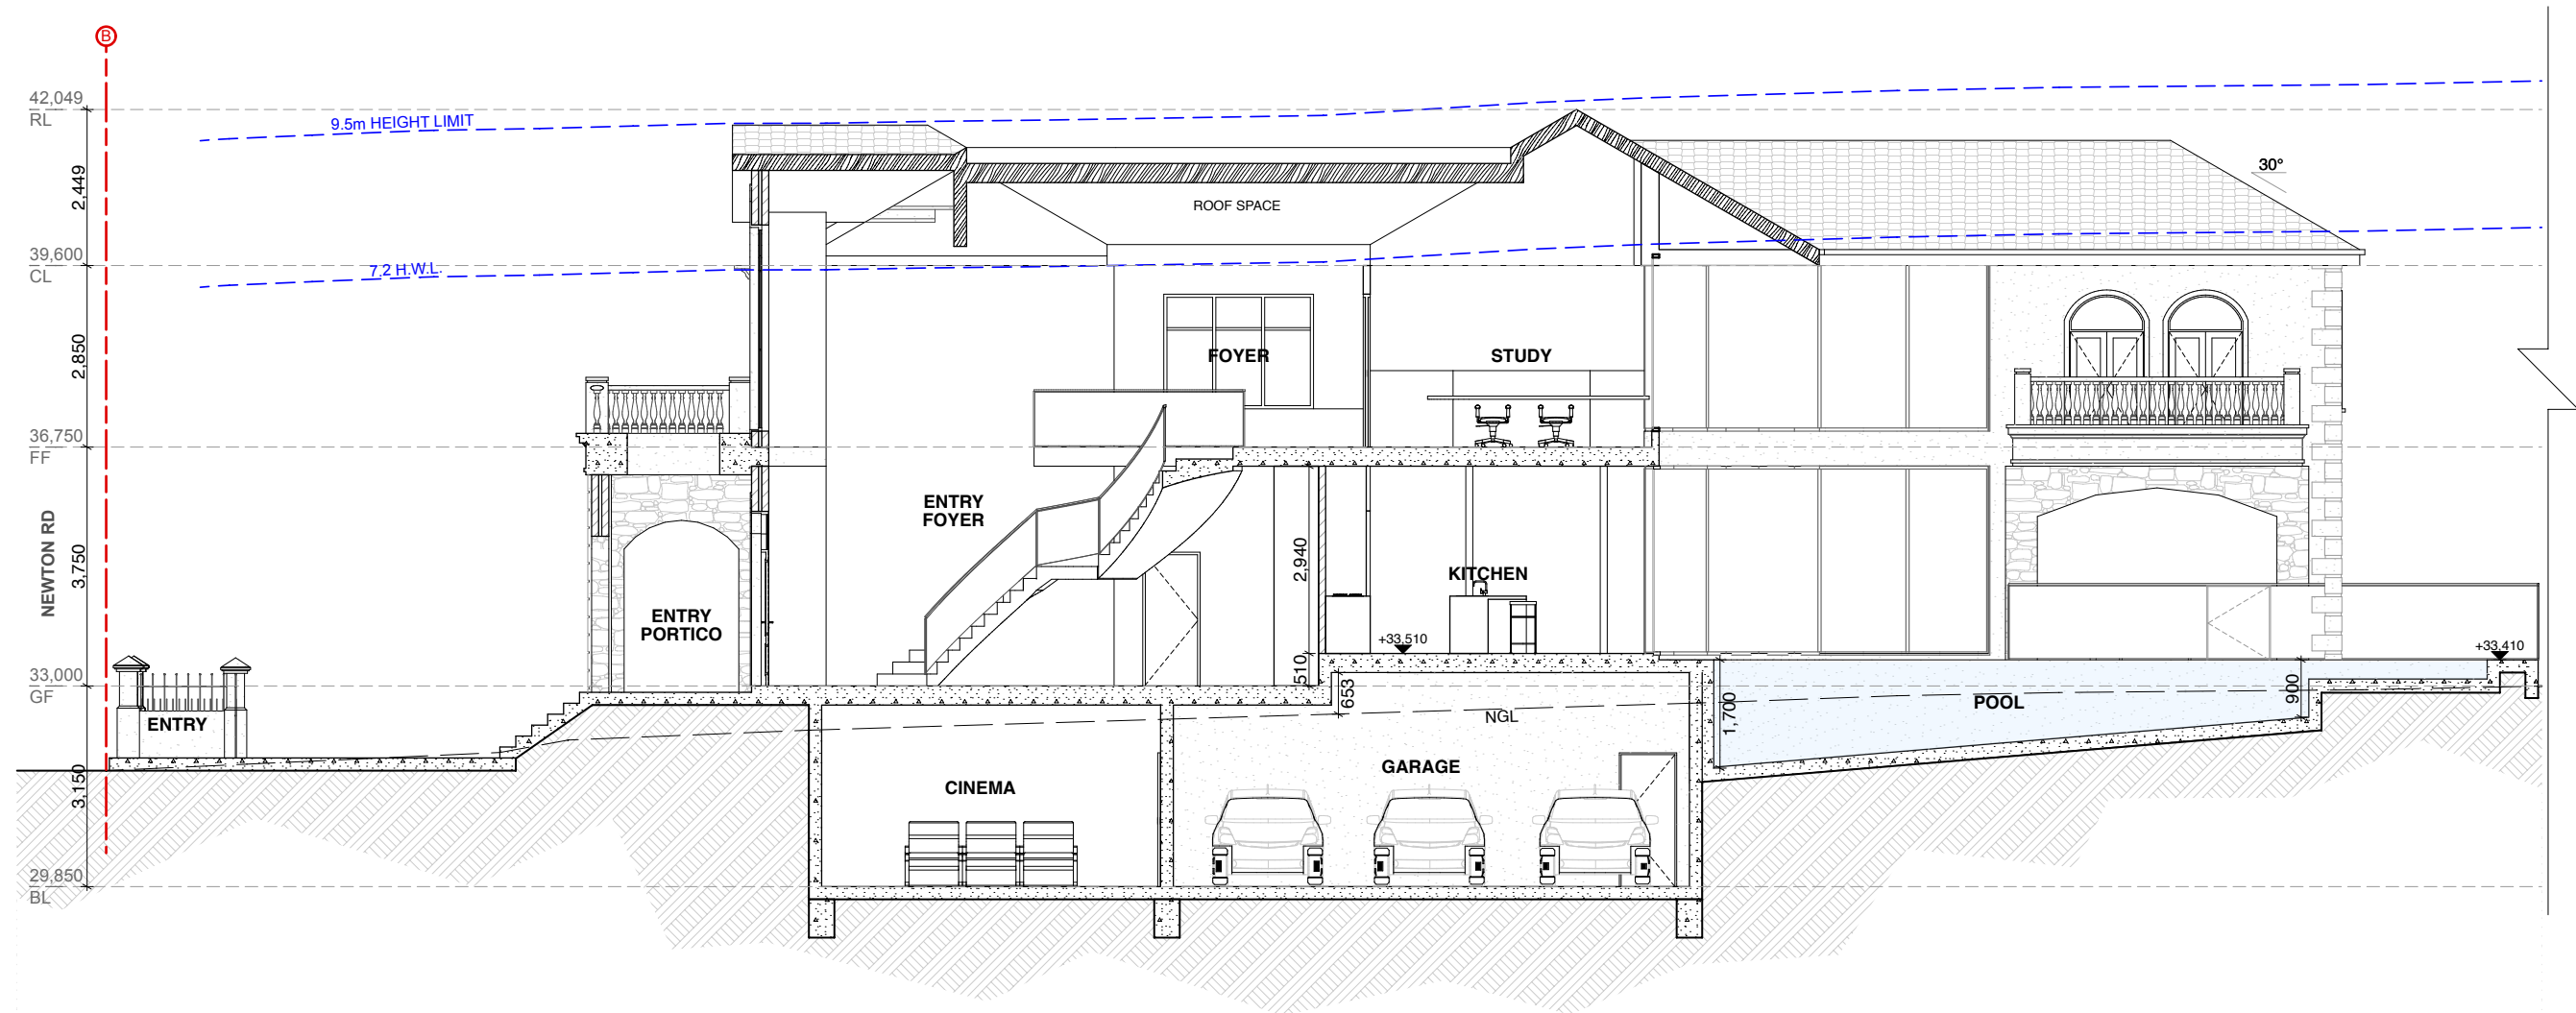 B
42,049
RL
9.5m HEIGHT LIMIT
30°
2,449
ROOF SPACE
39,600
CL
7.2 H.W.L.
2,850
FOYER
STUDY
36,750
FF
ENTRY
FOYER
NEWTON RD
3,750
2,940
KITCHEN
ENTRY
PORTICO
+33.510
+33.410
510
33,000
GF
653
900
ENTRY
NGL
1,700
POOL
GARAGE
3,150
CINEMA
29,850
BL